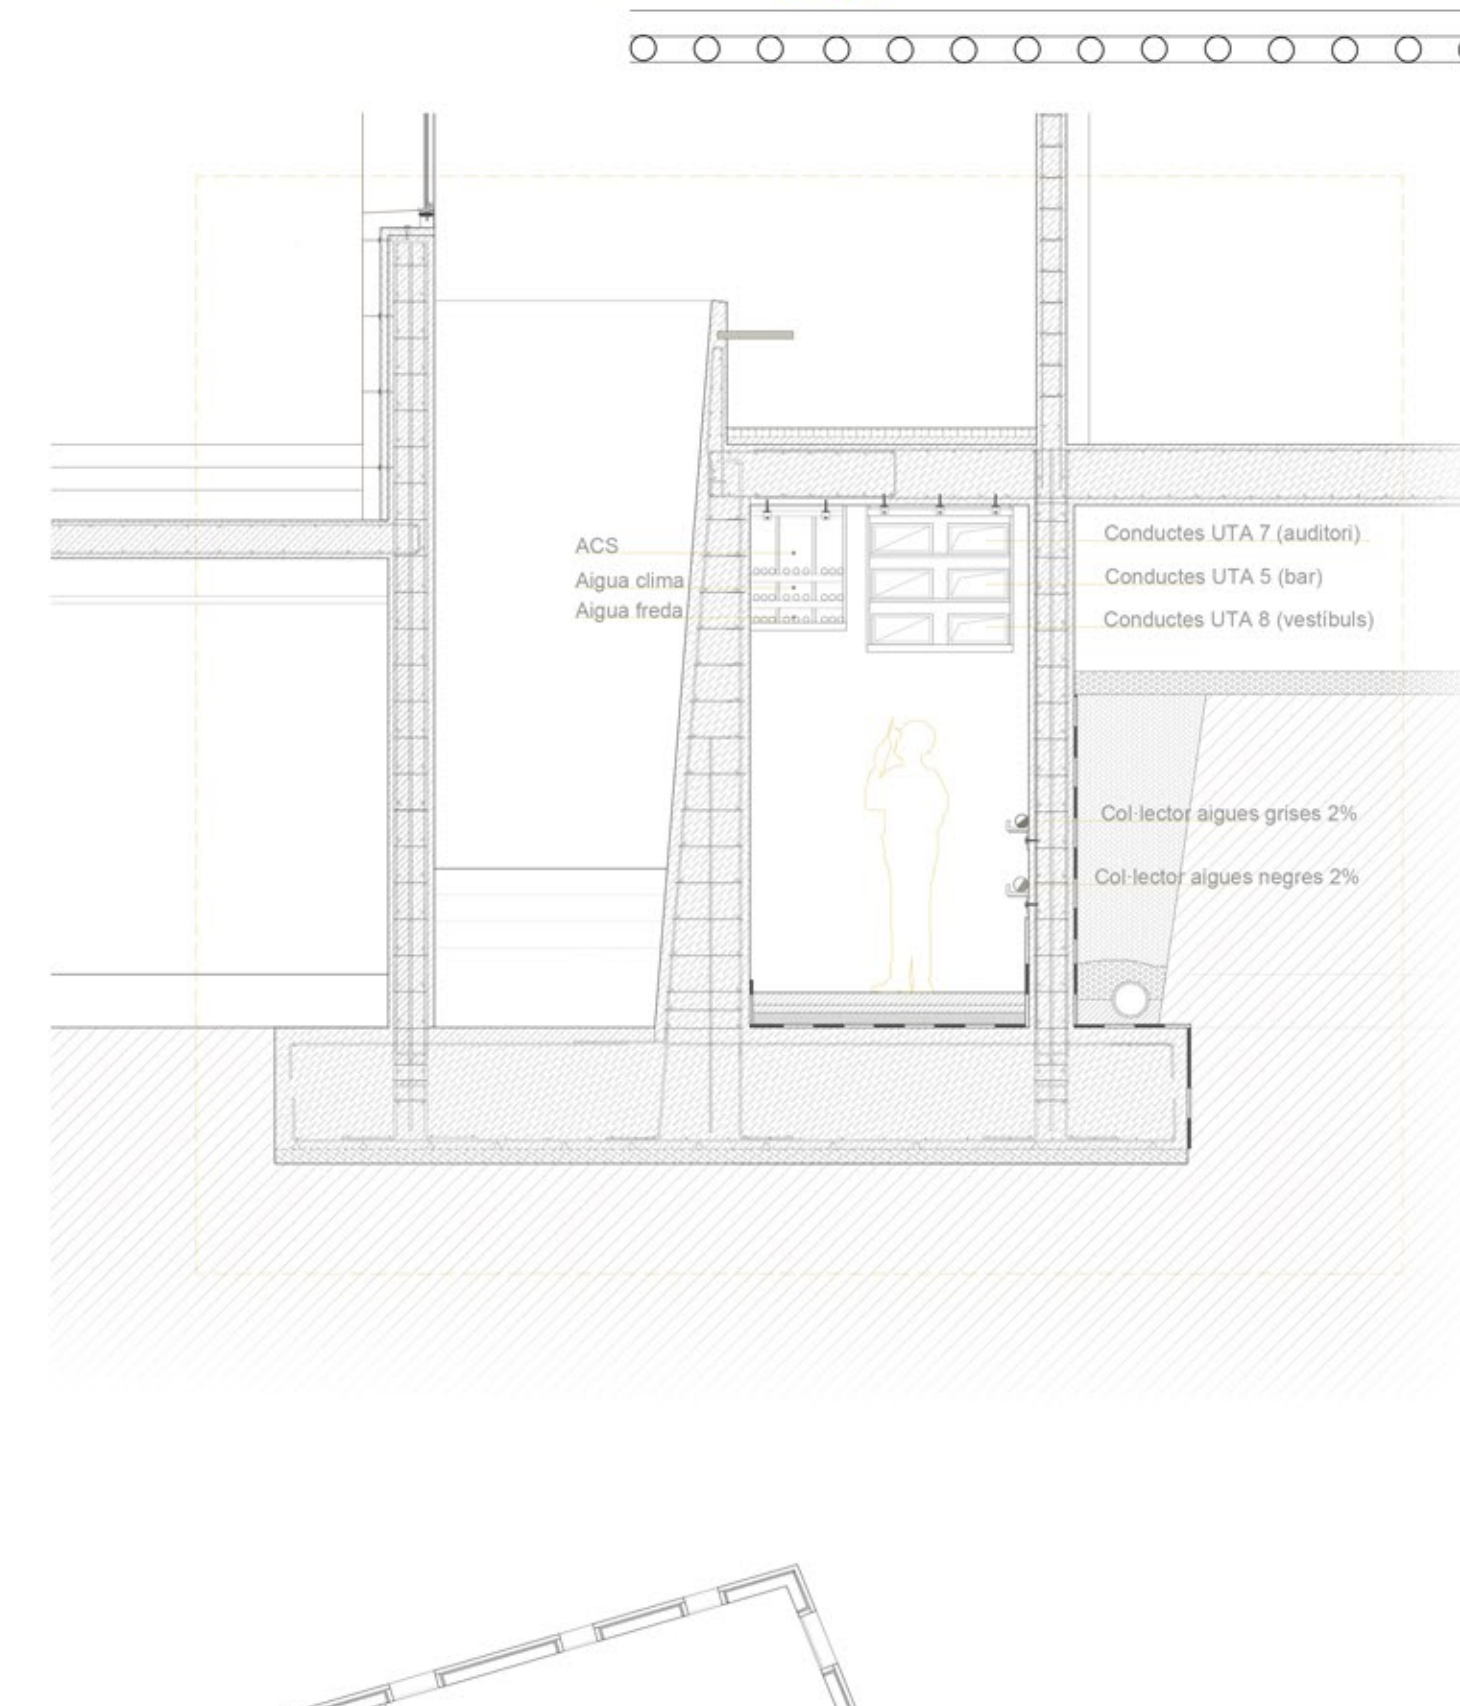 ACS
Aigua clima
Aigua freda
Conductes UTA 7 (auditori)
Conductes UTA 5 (bar)
Conductes UTA 8 (vestíbuls)
Col·lector aigues grises 2%
Col·lector aigues negres 2%